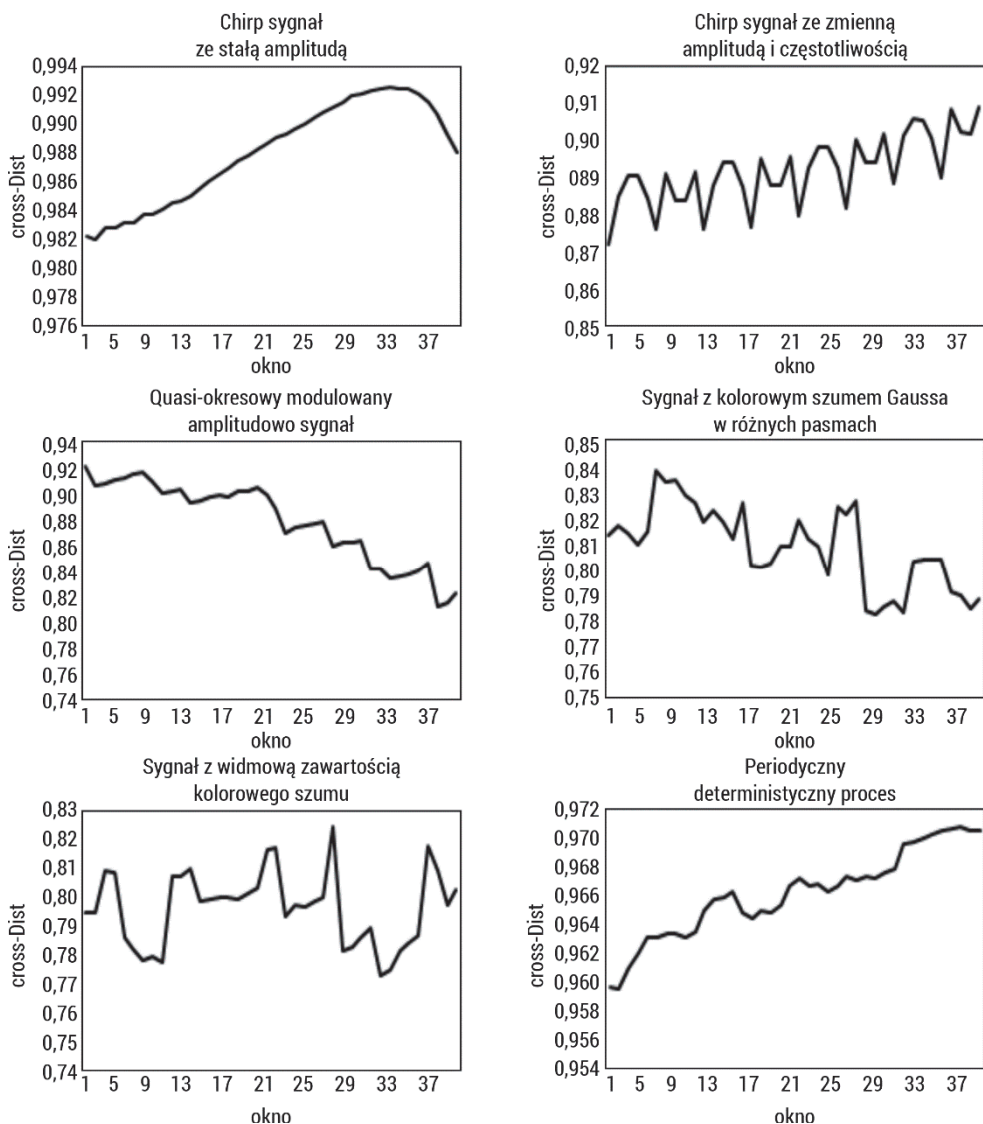 Chirp sygnał
ze stałą amplitudą
0,994
0,992
0,990
0,988
0,986
0,984
0,982
0,980
0,978
0,976
cross-Dist
1 5 9 13 17 21 25 29 33 37
okno
Chirp sygnał ze zmienną
amplitudą i częstotliwością
0,92
0,91
0,90
089
0,88
0,87
0,86
0,85
cross-Dist
1 5 9 13 17 21 25 29 33 37
okno
Quasi-okresowy modulowany
amplitudowo sygnał
0,94
0,92
0,90
0,88
0,86
0,84
0,82
0,78
0,76
0,74
cross-Dist
1 5 9 13 17 21 25 29 33 37
okno
Sygnał z kolorowym szumem Gaussa
w różnych pasmach
0,85
0,84
0,83
0,82
0,81
0,80
0,79
0,78
0,77
0,76
0,75
cross-Dist
1 5 9 13 17 21 25 29 33 37
okno
Sygnał z widmową zawartością
kolorowego szumu
0,83
0,82
0,81
0,80
0,79
0,78
0,77
0,76
0,75
0,74
cross-Dist
1 5 9 13 17 21 25 29 33 37
okno
Periodyczny
deterministyczny proces
0,972
0,970
0,968
0,966
0,964
0,962
0,960
0,958
0,956
0,954
cross-Dist
1 5 9 13 17 21 25 29 33 37
okno